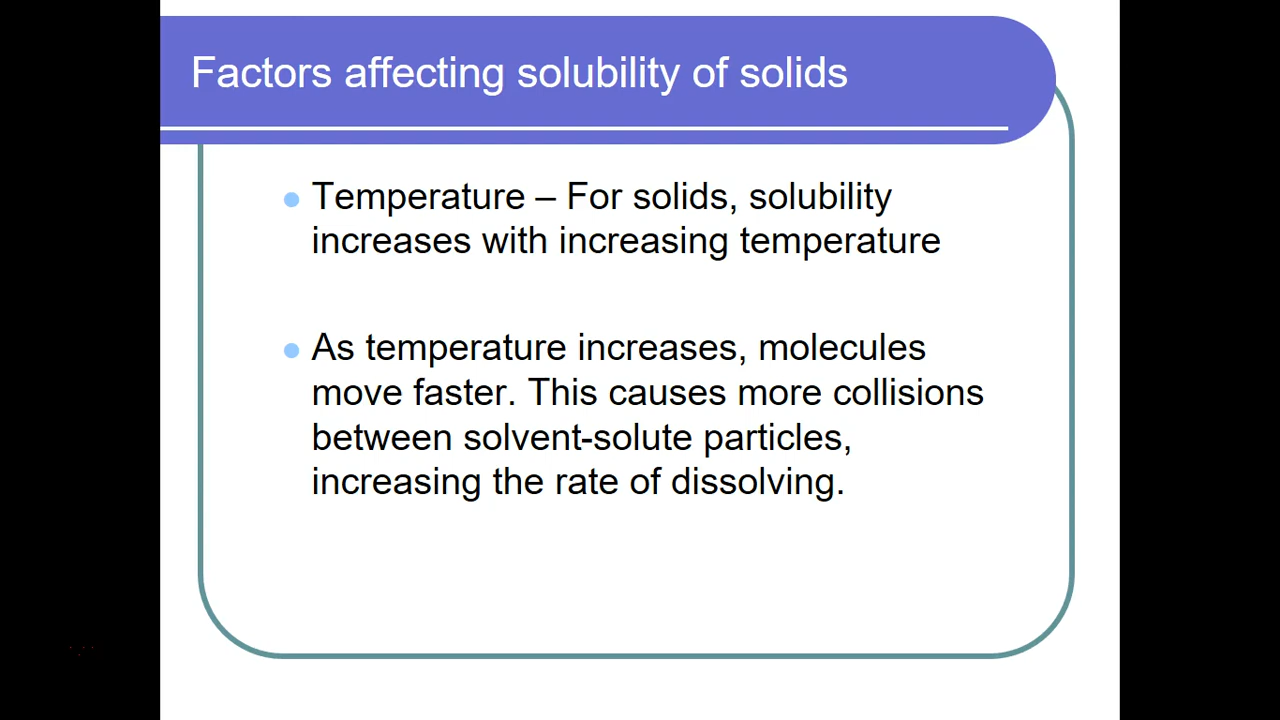 Factors affecting solubility of solids
Temperature – For solids, solubility
increases with increasing temperature
As temperature increases, molecules
move faster. This causes more collisions
between solvent-solute particles,
increasing the rate of dissolving.